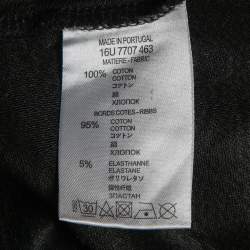 MADE IN PORTUGAL
16U 7707 463
MATIERE - FABRIC
100% COTON
COTTON
コットン
棉
ХЛОПОК
BORDS COTES - RIBBS
95% COTON
COTTON
コットン
棉
ХЛОПОК
5% ELASTHANNE
ELASTANE
ポリウレタン
弹性纤维
ЭЛАСТАН
30